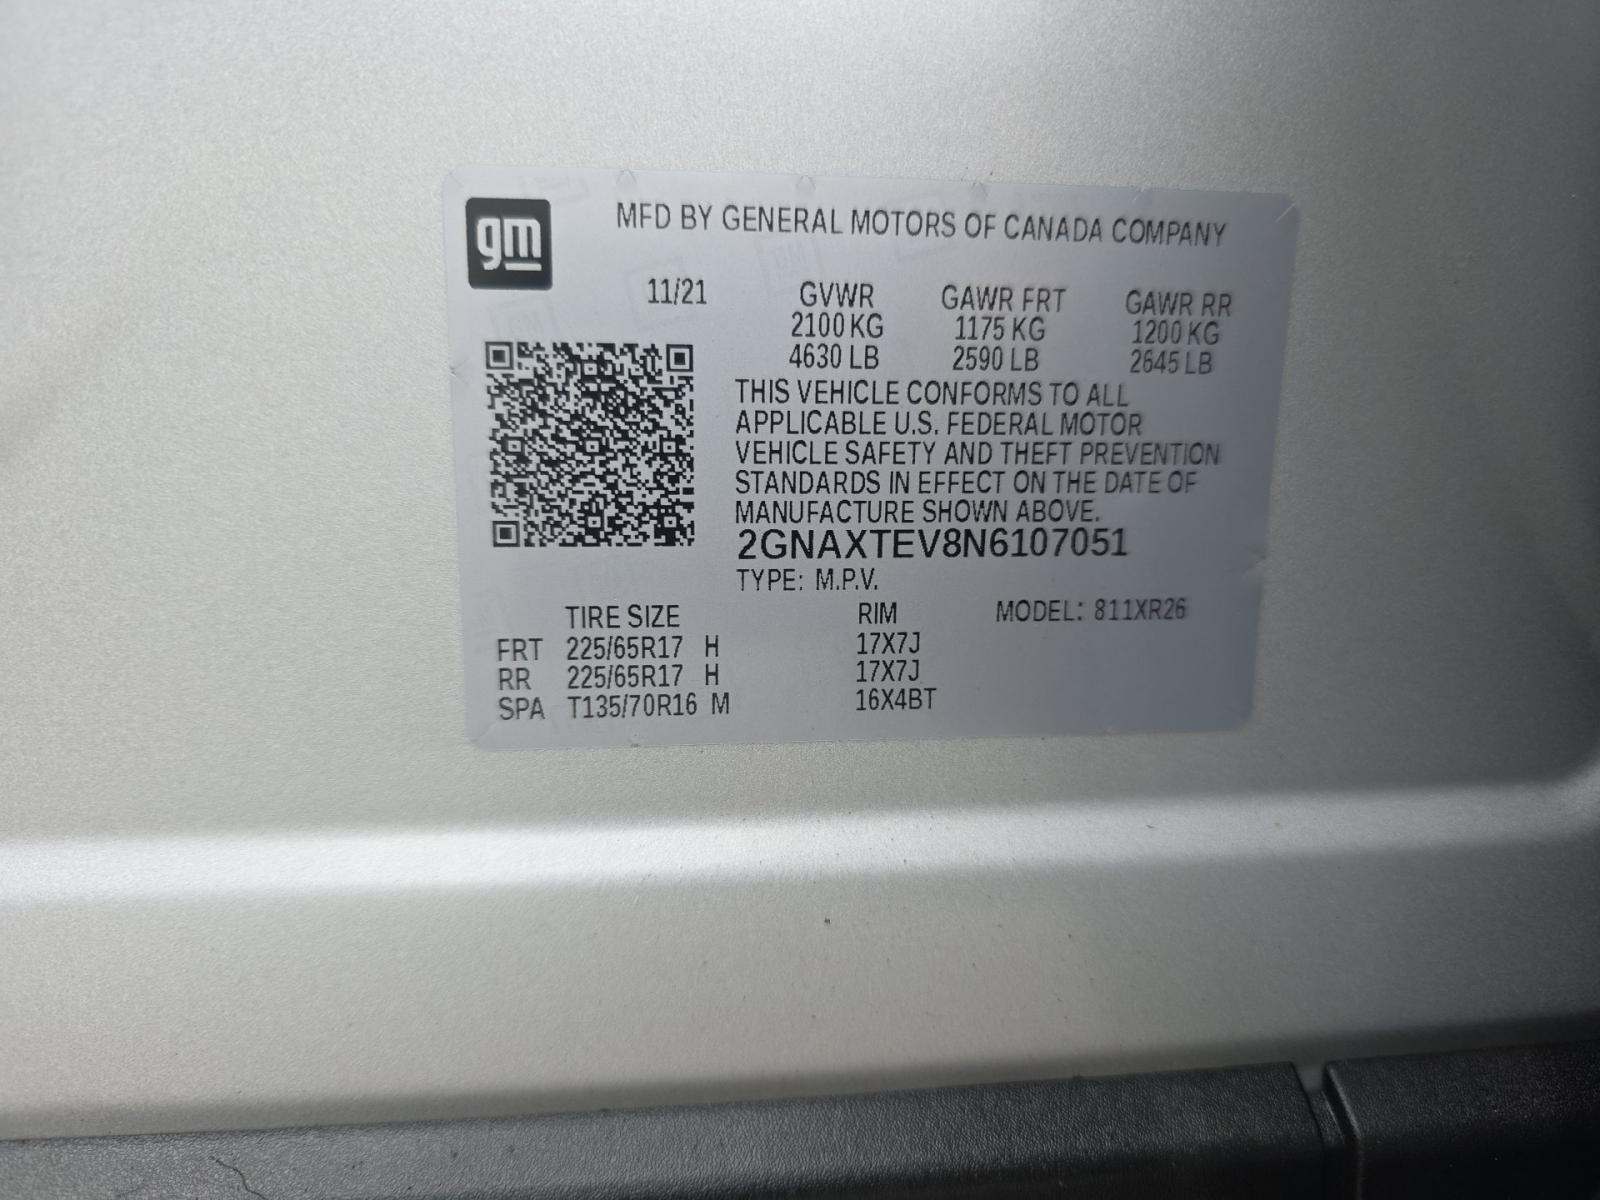 gm
MFD BY GENERAL MOTORS OF CANADA COMPANY
11/21 GVWR GAWR FRT GAWR RR
2100 KG 1175 KG 1200 KG
4630 LB 2590 LB 2645 LB
THIS VEHICLE CONFORMS TO ALL
APPLICABLE U.S. FEDERAL MOTOR
VEHICLE SAFETY AND THEFT PREVENTION
STANDARDS IN EFFECT ON THE DATE OF
MANUFACTURE SHOWN ABOVE.
2GNAXTEV8N6107051
TYPE: M.P.V.
TIRE SIZE RIM MODEL: 811XR26
FRT 225/65R17 H 17X7J
RR 225/65R17 H 17X7J
SPA T135/70R16 M 16X4BT